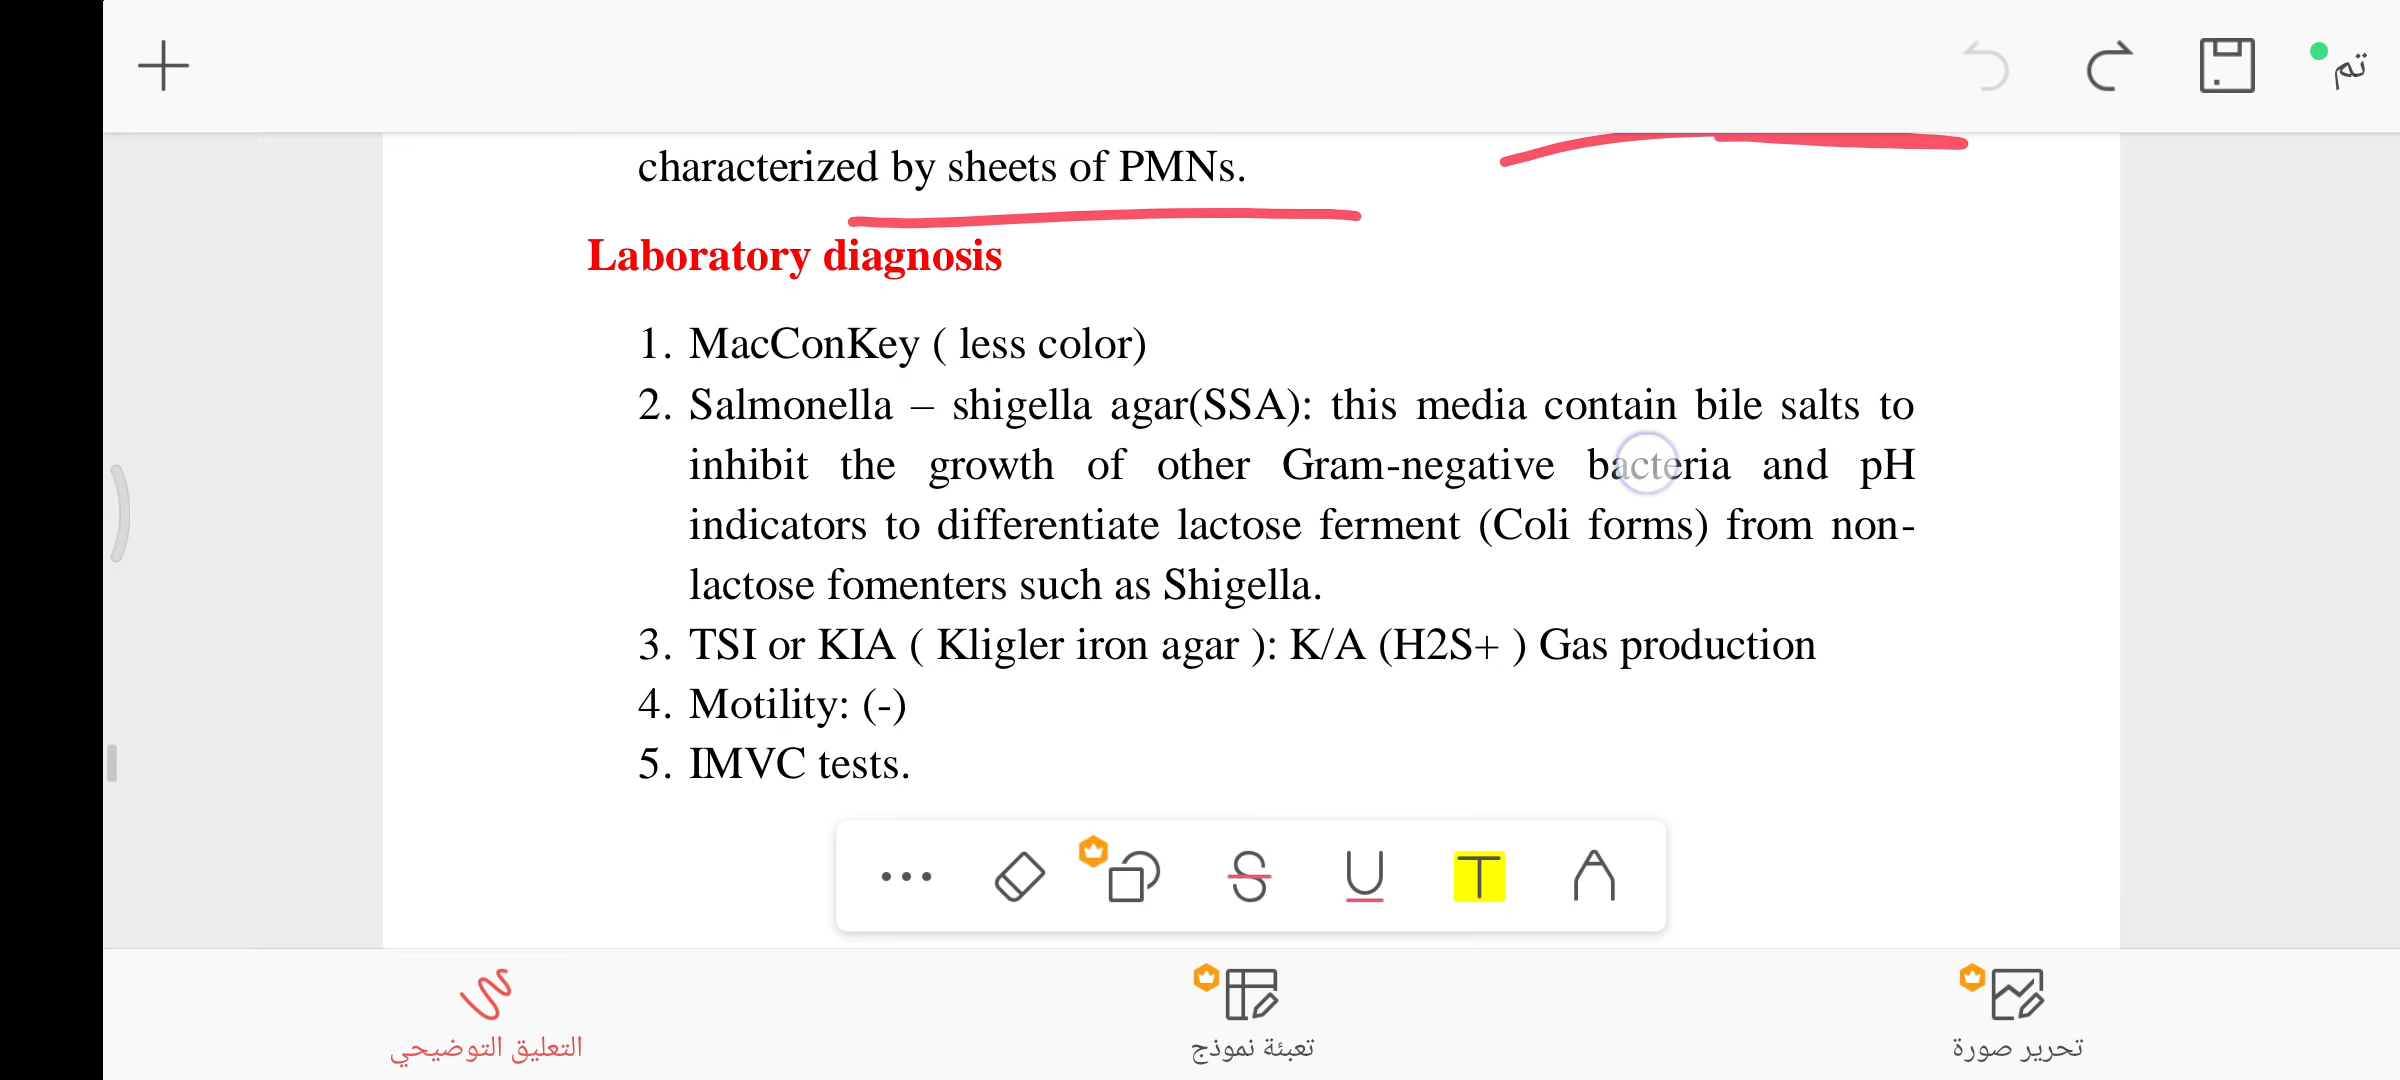 تم
characterized by sheets of PMNs.
Laboratory diagnosis
1. MacConKey ( less color)
2. Salmonella – shigella agar(SSA): this media contain bile salts to
inhibit the growth of other Gram-negative bacteria and pH
indicators to differentiate lactose ferment (Coli forms) from non-
lactose fomenters such as Shigella.
3. TSI or KIA ( Kligler iron agar ): K/A (H2S+ ) Gas production
4. Motility: (-)
5. IMVC tests.
التعليق التوضيحي
تعبئة نموذج
تحرير صورة